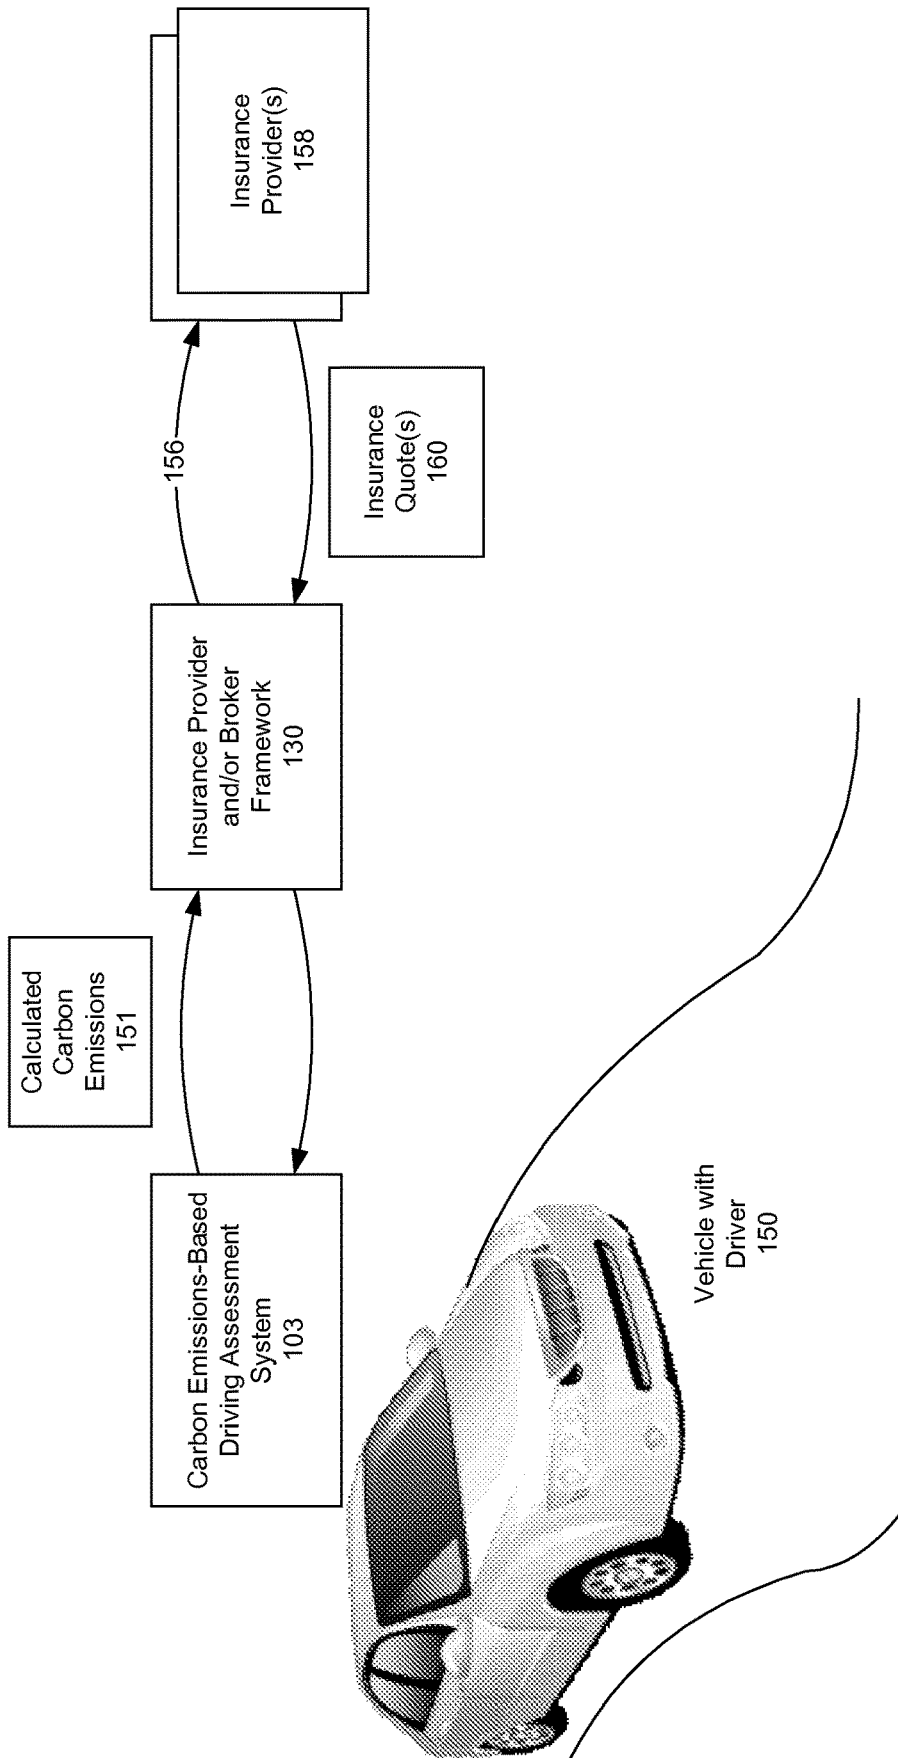 Calculated
Carbon
Emissions
151
Carbon Emissions-Based
Driving Assessment
System
103
Insurance Provider
and/or Broker
Framework
130
156
Insurance
Provider(s)
158
Insurance
Quote(s)
160
Vehicle with
Driver
150